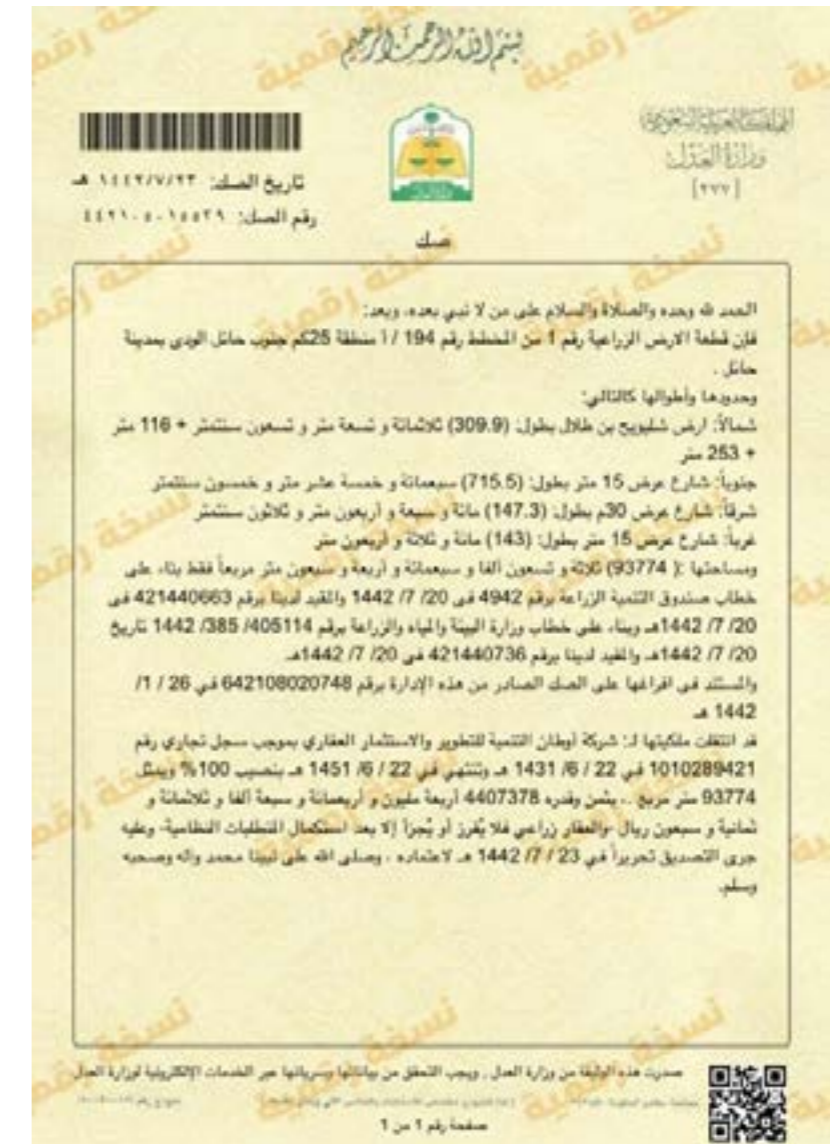 بسم الله الرحمن الرحيم
المملكة العربية السعودية
وزارة العدل
[٢٧٧]
تاريخ الصك: ١٤٤٢/٧/٢٣ هـ
رقم الصك: ٤٤٢١٠٥٠١٥٥٢٩
صك
الحمد لله وحده والصلاة والسلام على من لا نبي بعده، وبعد:
فإن قطعة الارض الزراعية رقم 1 من المخطط رقم 194 / أ منطقة 25كم جنوب حائل الودي بمدينة
حائل .
وحدودها وأطوالها كالتالي:
شمالاً: ارض شليويح بن طلال بطول: (309.9) ثلاثمائة و تسعة متر و تسعون سنتمتر + 116 متر
+ 253 متر
جنوباً: شارع عرض 15 متر بطول: (715.5) سبعمائة و خمسة عشر متر و خمسون سنتمتر
شرقاً: شارع عرض 30م بطول: (147.3) مائة و سبعة و أربعون متر و ثلاثون سنتمتر
غرباً: شارع عرض 15 متر بطول: (143) مائة و ثلاثة و أربعون متر
ومساحتها :( 93774) ثلاثة و تسعون ألفا و سبعمائة و أربعة و سبعون متر مربعاً فقط بناء على
خطاب صندوق التنمية الزراعة برقم 4942 في 20/ 7/ 1442 والمقيد لدينا برقم 421440663 في
20/ 7/ 1442هـ وبناء على خطاب وزارة البيئة والمياه والزراعة برقم 405114/ 385/ 1442 تاريخ
20/ 7/ 1442هـ والمقيد لدينا برقم 421440736 في 20/ 7/ 1442هـ
والمستند في افراغها على الصك الصادر من هذه الإدارة برقم 642108020748 في 26 / 1/
1442 هـ
قد انتقلت ملكيتها لـ: شركة أوطان التنمية للتطوير والاستثمار العقاري بموجب سجل تجاري رقم
1010289421 في 22 / 6/ 1431 هـ وتنتهي في 22 / 6/ 1451 هـ بنصيب 100% ويمثل
93774 متر مربع ,، بثمن وقدره 4407378 أربعة مليون و أربعمائة و سبعة ألفا و ثلاثمائة و
ثمانية و سبعون ريال -والعقار زراعي فلا يُفرز أو يُجزأ إلا بعد استكمال المتطلبات النظامية- وعليه
جرى التصديق تحريراً في 23 / 7/ 1442 هـ لاعتماده ، وصلى الله على نبينا محمد وآله وصحبه
وسلم.
صدرت هذه الوثيقة من وزارة العدل , ويجب التحقق من بياناتها وسريانها عبر الخدمات الإلكترونية لوزارة العدل
صفحة رقم 1 من 1
نسخة رقمية